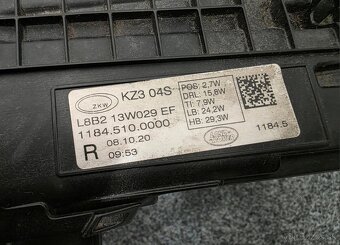 ZKW
KZ3 04S
POS: 2,7W
DRL: 15,8W
TI: 7,9W
LB: 24,2W
HB: 29,3W
L8B2 13W029 EF
1184.510.0000
08.10.20
R 09:53
1184.5